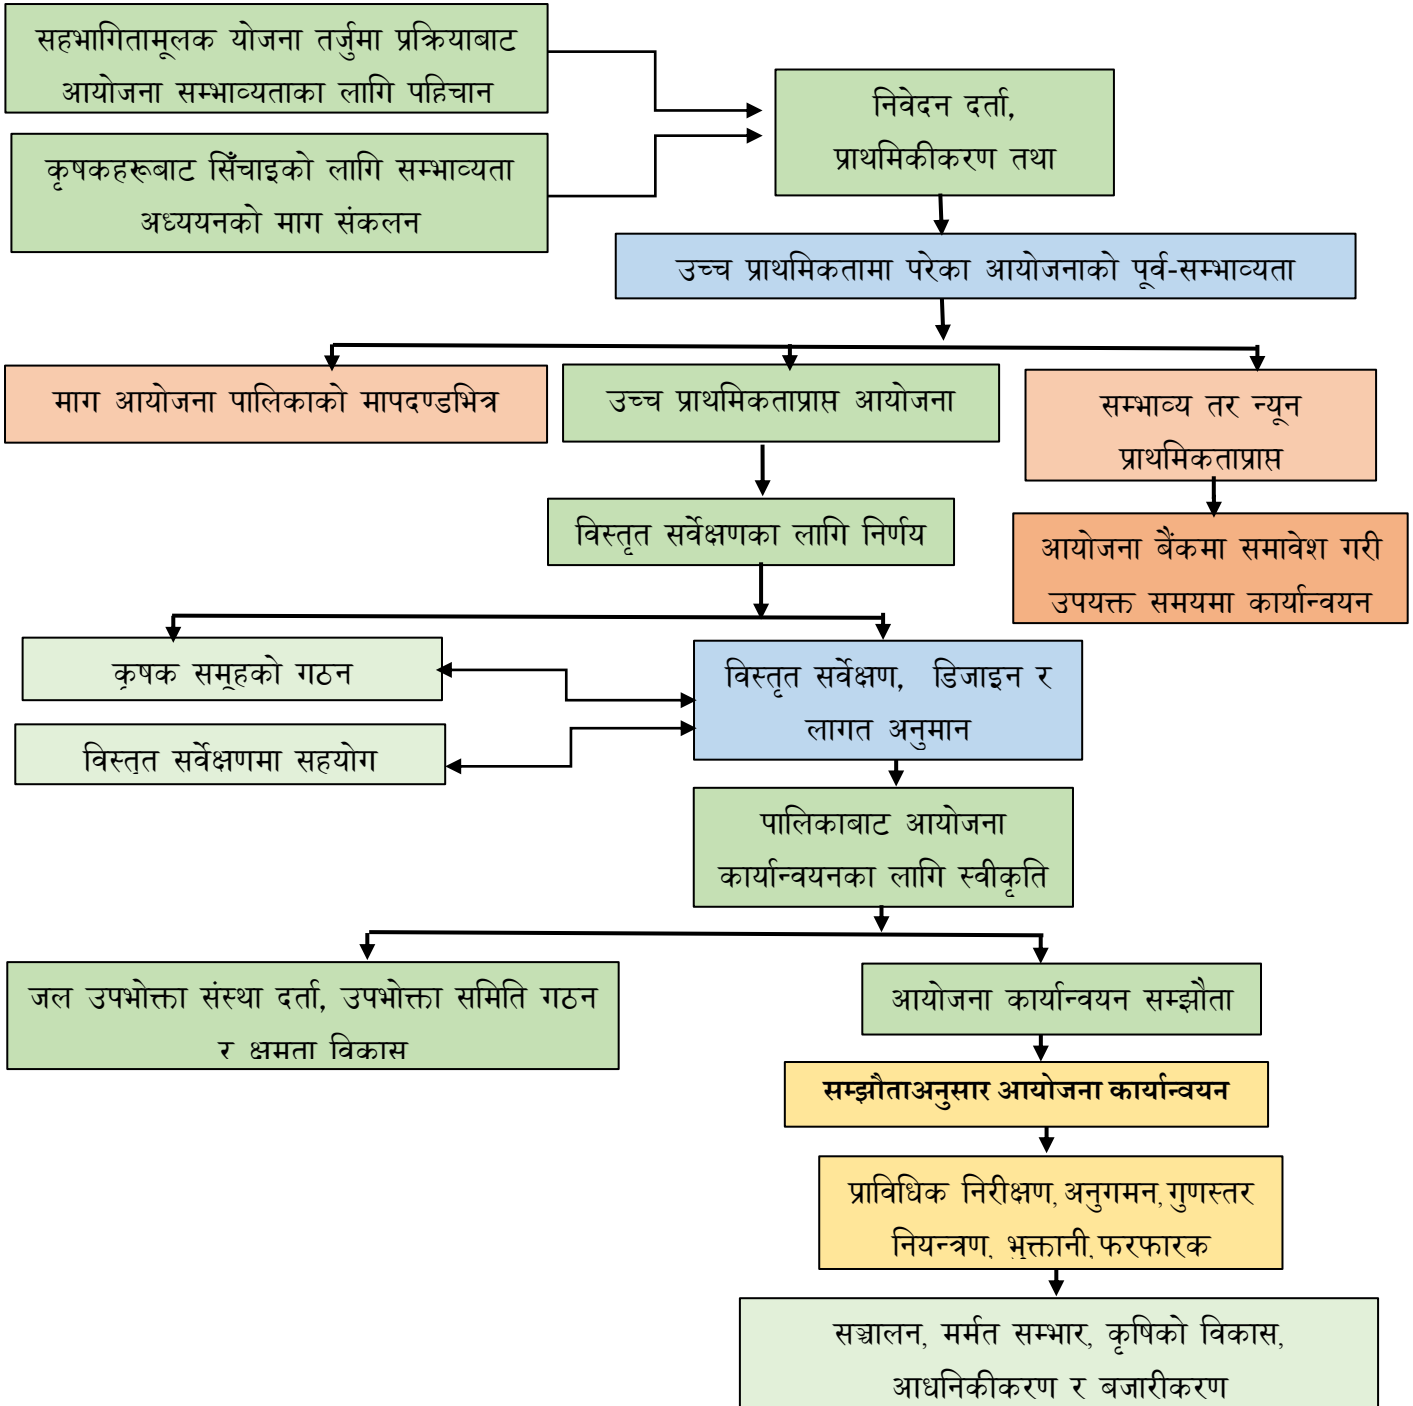 सहभागितामूलक योजना तर्जुमा प्रक्रियाबाट
आयोजना सम्भाव्यताका लागि पहिचान
कृषकहरूबाट सिँचाइको लागि सम्भाव्यता
अध्ययनको माग संकलन
निवेदन दर्ता,
प्राथमिकीकरण तथा
उच्च प्राथमिकतामा परेका आयोजनाको पूर्व-सम्भाव्यता
माग आयोजना पालिकाको मापदण्डभित्र
उच्च प्राथमिकताप्राप्त आयोजना
सम्भाव्य तर न्यून
प्राथमिकताप्राप्त
विस्तृत सर्वेक्षणका लागि निर्णय
आयोजना बैंकमा समावेश गरी
उपयक्त समयमा कार्यान्वयन
कृषक समूहको गठन
विस्तृत सर्वेक्षणमा सहयोग
विस्तृत सर्वेक्षण, डिजाइन र
लागत अनुमान
पालिकाबाट आयोजना
कार्यान्वयनका लागि स्वीकृति
जल उपभोक्ता संस्था दर्ता, उपभोक्ता समिति गठन
र क्षमता विकास
आयोजना कार्यान्वयन सम्झौता
सम्झौताअनुसार आयोजना कार्यान्वयन
प्राविधिक निरीक्षण, अनुगमन, गुणस्तर
नियन्त्रण, भुक्तानी, फरफारक
सञ्चालन, मर्मत सम्भार, कृषिको विकास,
आधनिकीकरण र बजारीकरण